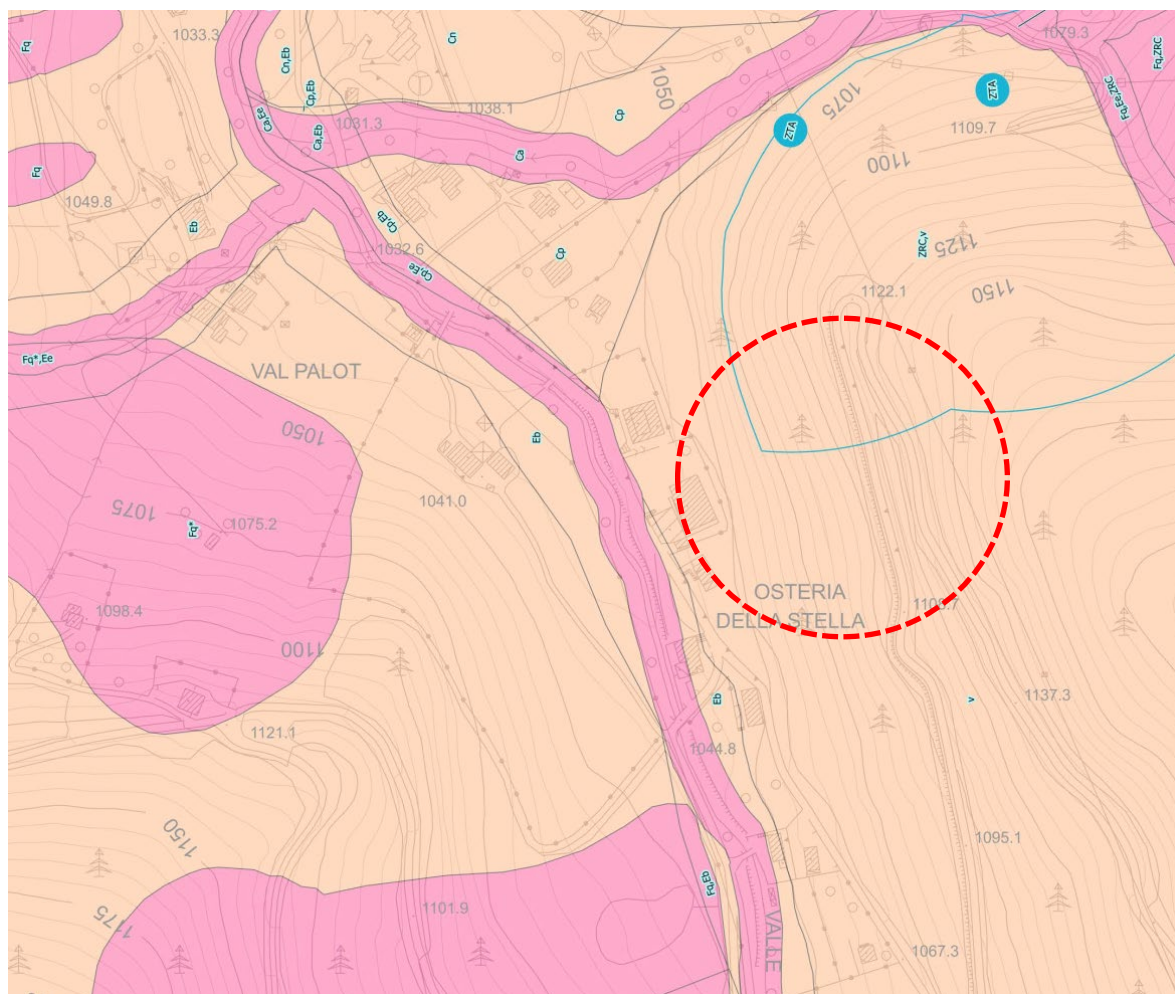 1033.3
Fq
Cn,Eb
Cn
1079.3
Fq,ZRC
1050
Cp,Eb
1038.1
Cp
1075
ZTA
ZTA
Fq,Ee,ZRC
Ca,Ee
Ca,Eb
1031.3
1109.7
Ca
1100
Fq
1049.8
Eb
Cp,Eb
1032.6
Cp
ZRC,v
1125
Cp,Ee
1150
1122.1
Fq*,Ee
VAL PALOT
1050
Eb
1041.0
1075
Fq*
1075.2
OSTERIA
DELLA STELLA
1098.4
1100
1137.3
v
Eb
1121.1
1044.8
1150
1095.1
Fq,Eb
1101.9
1175
VALLE
1067.3